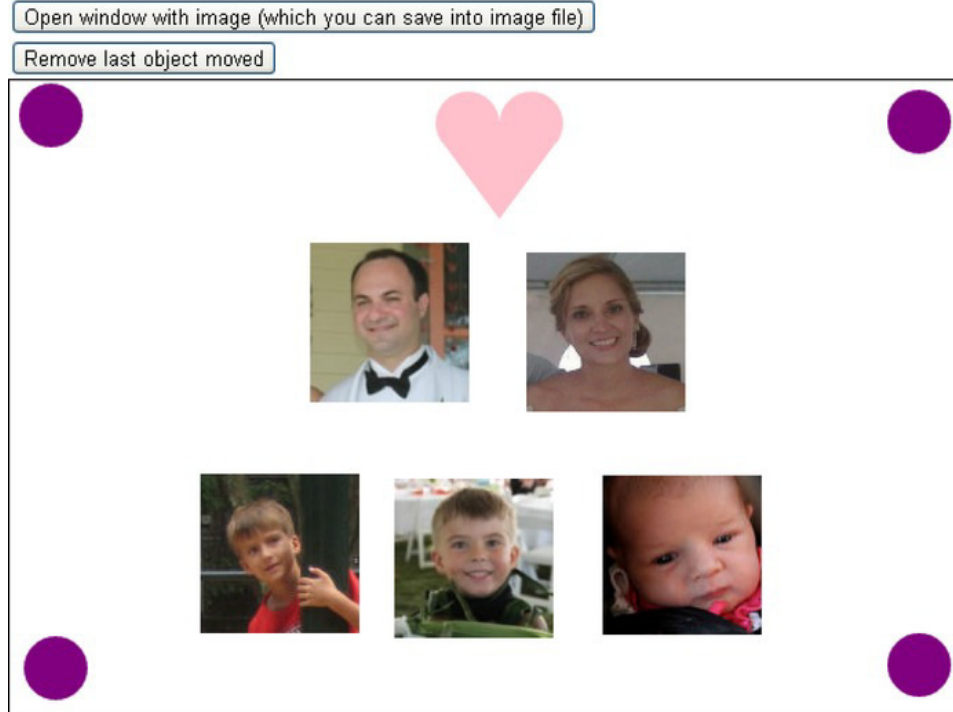 Open window with image (which you can save into image file)
Remove last object moved